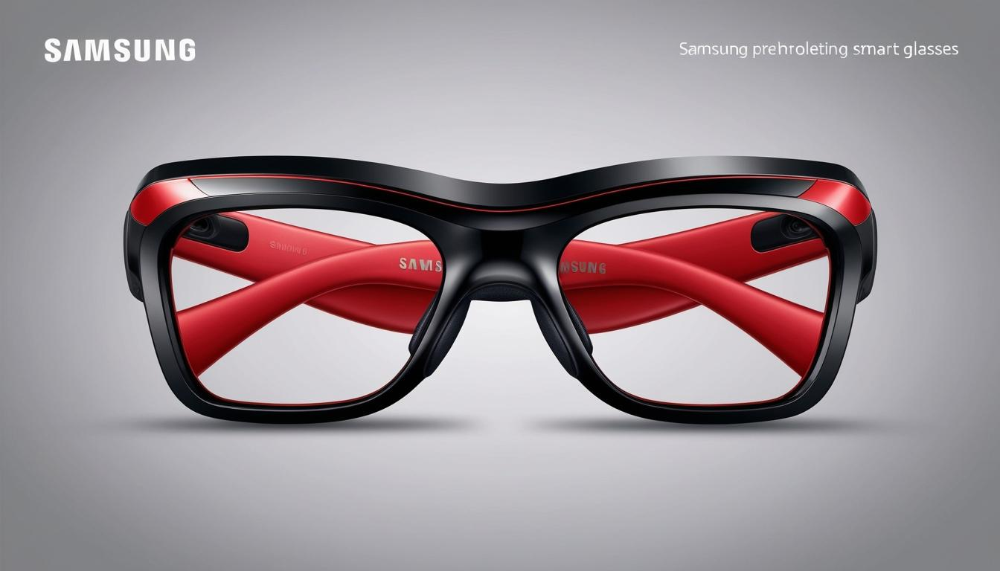 SAMSUNG
Samsung prehroleting smart glasses
SAMS
MSUNG